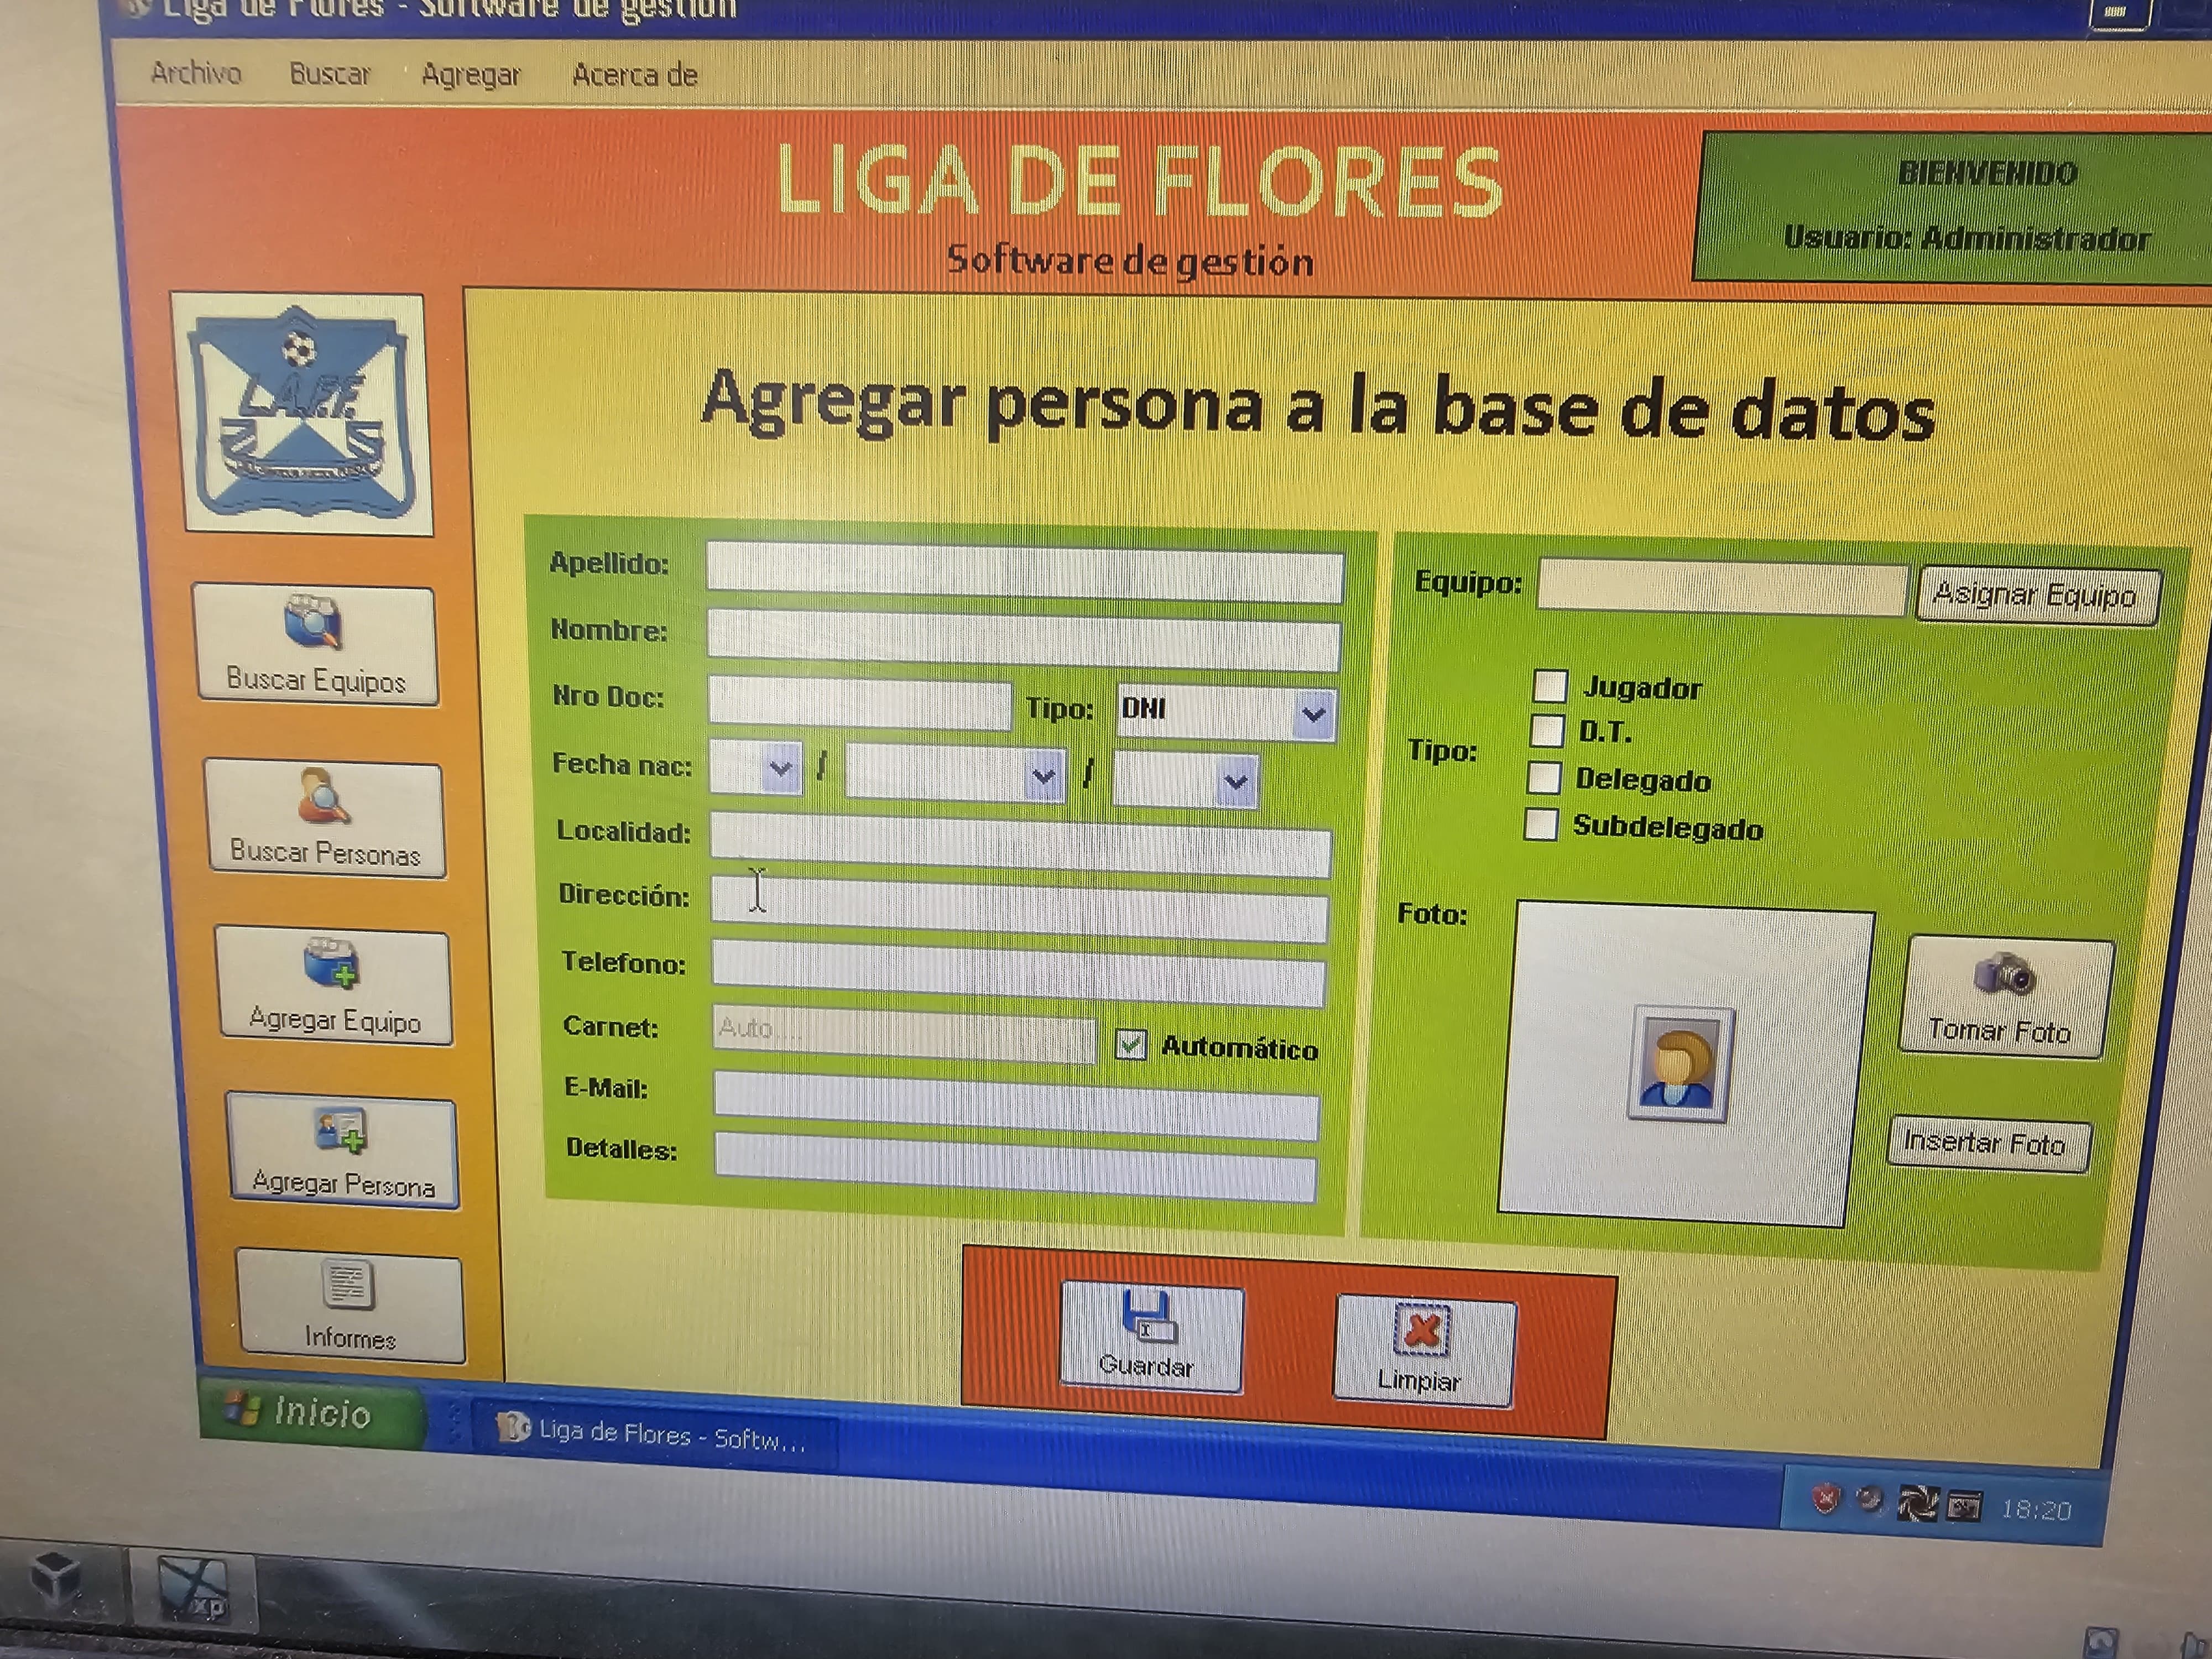 Liga de Flores - Software de gestión
Archivo Buscar Agregar Acerca de
LIGA DE FLORES
Software de gestión
BIENVENIDO
Usuario: Administrador
L.A.F.F.
Agregar persona a la base de datos
Buscar Equipos
Buscar Personas
Agregar Equipo
Agregar Persona
Informes
Apellido:
Nombre:
Nro Doc: Tipo: DNI
Fecha nac: / /
Localidad:
Dirección:
Telefono:
Carnet: Auto.... Automático
E-Mail:
Detalles:
Equipo: Asignar Equipo
Tipo:
Jugador
D.T.
Delegado
Subdelegado
Foto:
Tomar Foto
Insertar Foto
Guardar
Limpiar
Inicio
Liga de Flores - Softw...
18:20
xp